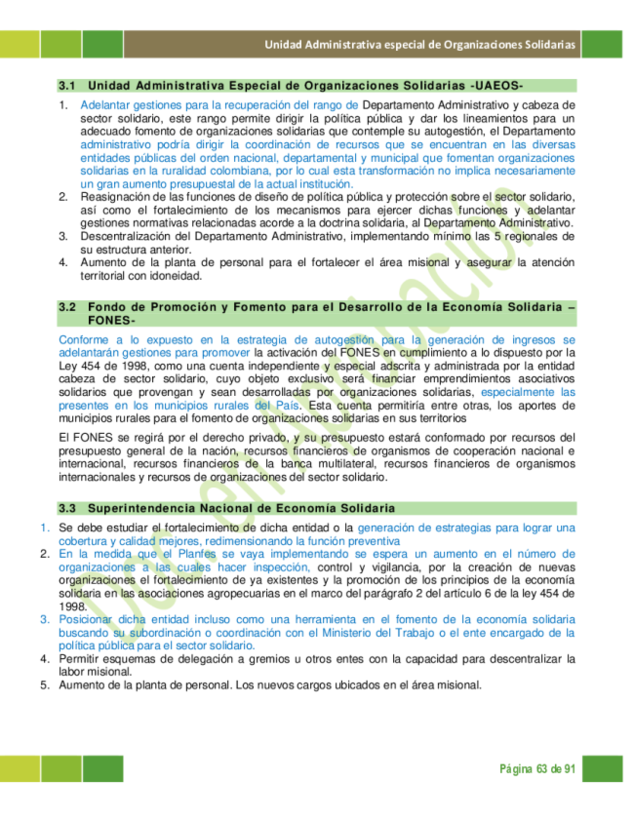 Unidad Administrativa especial de Organizaciones Solidarias
3.1 Unidad Administrativa Especial de Organizaciones Solidarias -UAEOS-
1. Adelantar gestiones para la recuperación del rango de Departamento Administrativo y cabeza de
sector solidario, este rango permite dirigir la política pública y dar los lineamientos para un
adecuado fomento de organizaciones solidarias que contemple su autogestión, el Departamento
administrativo podría dirigir la coordinación de recursos que se encuentran en las diversas
entidades públicas del orden nacional, departamental y municipal que fomentan organizaciones
solidarias en la ruralidad colombiana, por lo cual esta transformación no implica necesariamente
un gran aumento presupuestal de la actual institución.
2. Reasignación de las funciones de diseño de política pública y protección sobre el sector solidario,
así como el fortalecimiento de los mecanismos para ejercer dichas funciones y adelantar
gestiones normativas relacionadas acorde a la doctrina solidaria, al Departamento Administrativo.
3. Descentralización del Departamento Administrativo, implementando mínimo las 5 regionales de
su estructura anterior.
4. Aumento de la planta de personal para el fortalecer el área misional y asegurar la atención
territorial con idoneidad.
3.2 Fondo de Promoción y Fomento para el Desarrollo de la Economía Solidaria –
FONES-
Conforme a lo expuesto en la estrategia de autogestión para la generación de ingresos se
adelantarán gestiones para promover la activación del FONES en cumplimiento a lo dispuesto por la
Ley 454 de 1998, como una cuenta independiente y especial adscrita y administrada por la entidad
cabeza de sector solidario, cuyo objeto exclusivo será financiar emprendimientos asociativos
solidarios que provengan y sean desarrolladas por organizaciones solidarias, especialmente las
presentes en los municipios rurales del País. Esta cuenta permitiría entre otras, los aportes de
municipios rurales para el fomento de organizaciones solidarias en sus territorios
El FONES se regirá por el derecho privado, y su presupuesto estará conformado por recursos del
presupuesto general de la nación, recursos financieros de organismos de cooperación nacional e
internacional, recursos financieros de la banca multilateral, recursos financieros de organismos
internacionales y recursos de organizaciones del sector solidario.
3.3 Superintendencia Nacional de Economía Solidaria
1. Se debe estudiar el fortalecimiento de dicha entidad o la generación de estrategias para lograr una
cobertura y calidad mejores, redimensionando la función preventiva
2. En la medida que el Planfes se vaya implementando se espera un aumento en el número de
organizaciones a las cuales hacer inspección, control y vigilancia, por la creación de nuevas
organizaciones el fortalecimiento de ya existentes y la promoción de los principios de la economía
solidaria en las asociaciones agropecuarias en el marco del parágrafo 2 del artículo 6 de la ley 454 de
1998.
3. Posicionar dicha entidad incluso como una herramienta en el fomento de la economía solidaria
buscando su subordinación o coordinación con el Ministerio del Trabajo o el ente encargado de la
política pública para el sector solidario.
4. Permitir esquemas de delegación a gremios u otros entes con la capacidad para descentralizar la
labor misional.
5. Aumento de la planta de personal. Los nuevos cargos ubicados en el área misional.
Doc. en Aprobación
Página 63 de 91